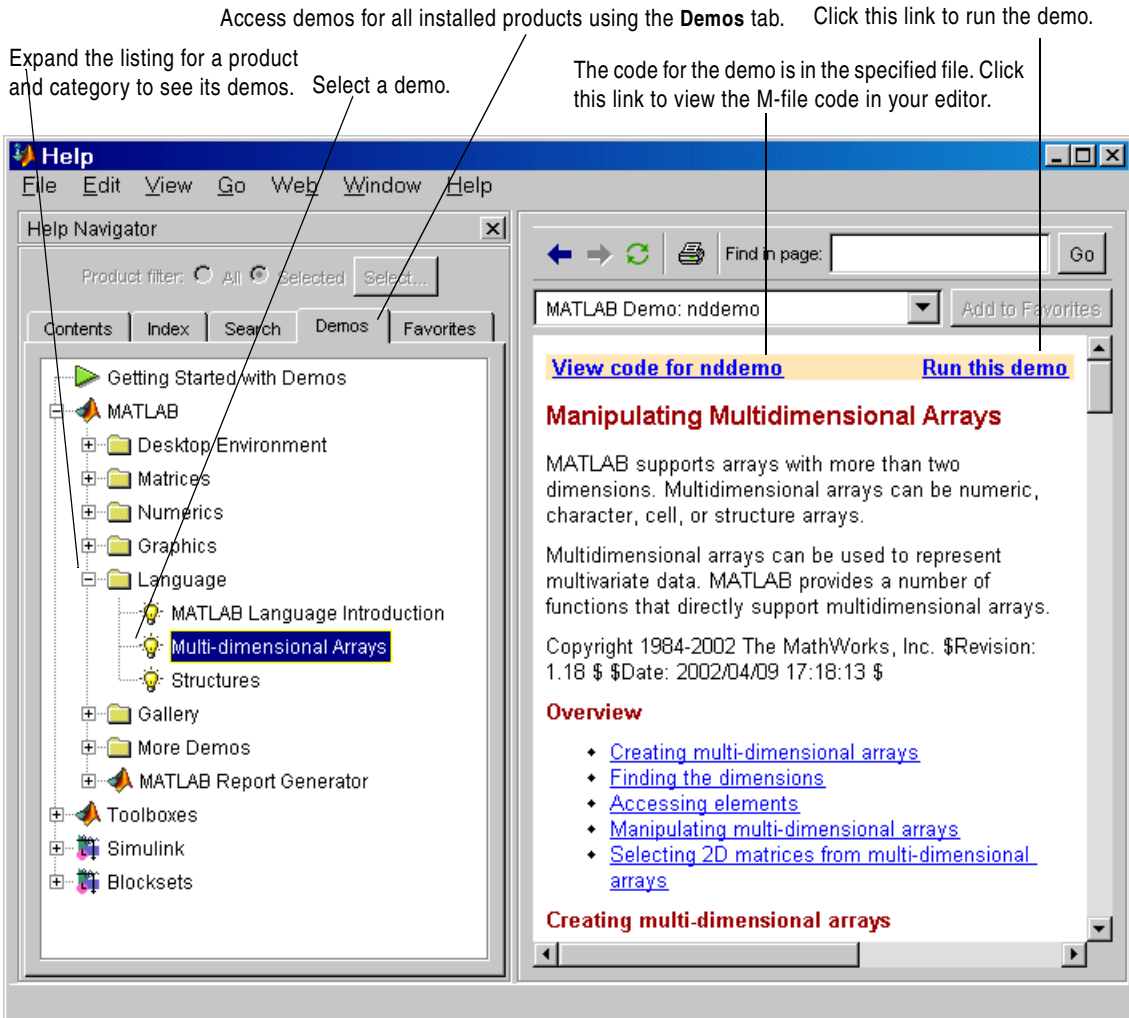 Access demos for all installed products using the Demos tab.
Click this link to run the demo.
Expand the listing for a product
and category to see its demos.
Select a demo.
The code for the demo is in the specified file. Click
this link to view the M-file code in your editor.
Help
File Edit View Go Web Window Help
Help Navigator
Product filter: All Selected Select...
Contents Index Search Demos Favorites
Getting Started with Demos
MATLAB
Desktop Environment
Matrices
Numerics
Graphics
Language
MATLAB Language Introduction
Multi-dimensional Arrays
Structures
Gallery
More Demos
MATLAB Report Generator
Toolboxes
Simulink
Blocksets
Find in page: Go
MATLAB Demo: nddemo Add to Favorites
View code for nddemo Run this demo
Manipulating Multidimensional Arrays
MATLAB supports arrays with more than two
dimensions. Multidimensional arrays can be numeric,
character, cell, or structure arrays.
Multidimensional arrays can be used to represent
multivariate data. MATLAB provides a number of
functions that directly support multidimensional arrays.
Copyright 1984-2002 The MathWorks, Inc. $Revision:
1.18 $ $Date: 2002/04/09 17:18:13 $
Overview
Creating multi-dimensional arrays
Finding the dimensions
Accessing elements
Manipulating multi-dimensional arrays
Selecting 2D matrices from multi-dimensional
arrays
Creating multi-dimensional arrays